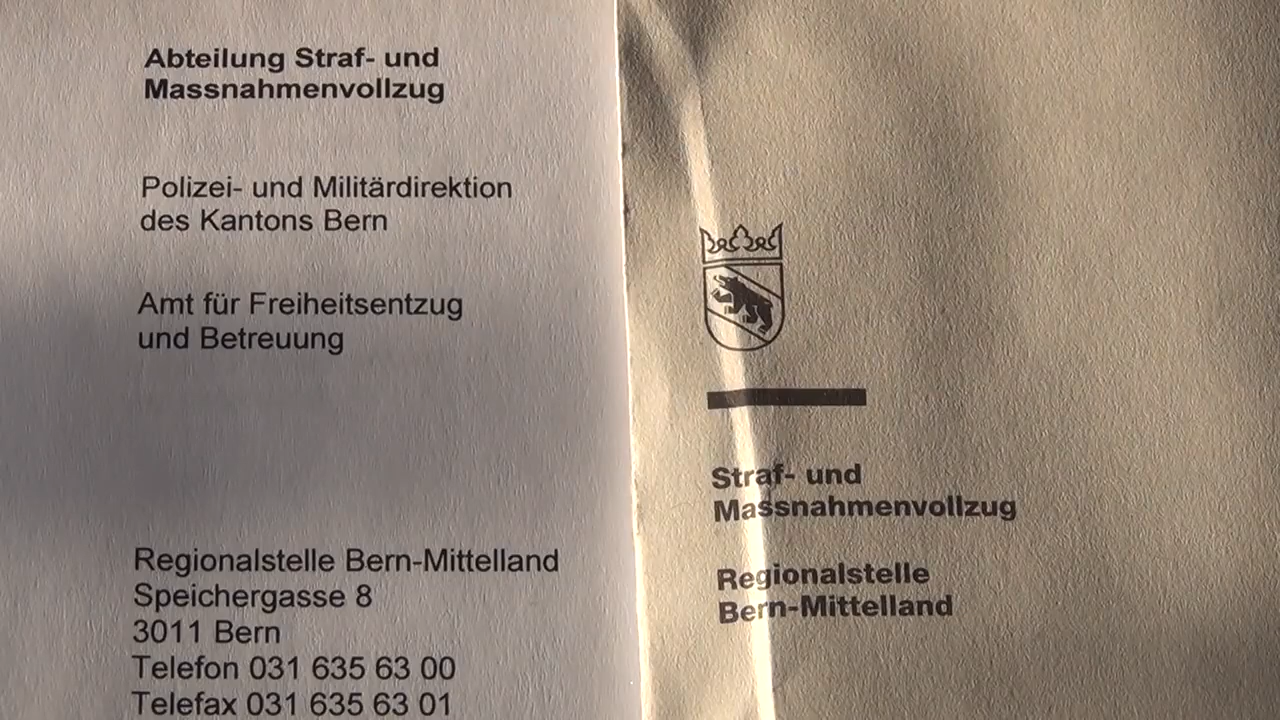 Abteilung Straf- und
Massnahmenvollzug
Polizei- und Militärdirektion
des Kantons Bern
Amt für Freiheitsentzug
und Betreuung
Regionalstelle Bern-Mittelland
Speichergasse 8
3011 Bern
Telefon 031 635 63 00
Telefax 031 635 63 01
Straf- und
Massnahmenvollzug
Regionalstelle
Bern-Mittelland